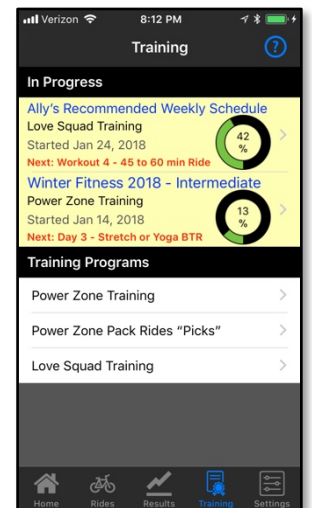 Verizon 8:12 PM
Training
?
In Progress
Ally's Recommended Weekly Schedule
Love Squad Training
Started Jan 24, 2018
Next: Workout 4 - 45 to 60 min Ride
42
%
Winter Fitness 2018 - Intermediate
Power Zone Training
Started Jan 14, 2018
Next: Day 3 - Stretch or Yoga BTR
13
%
Training Programs
Power Zone Training
Power Zone Pack Rides “Picks”
Love Squad Training
Home Rides Results Training Settings